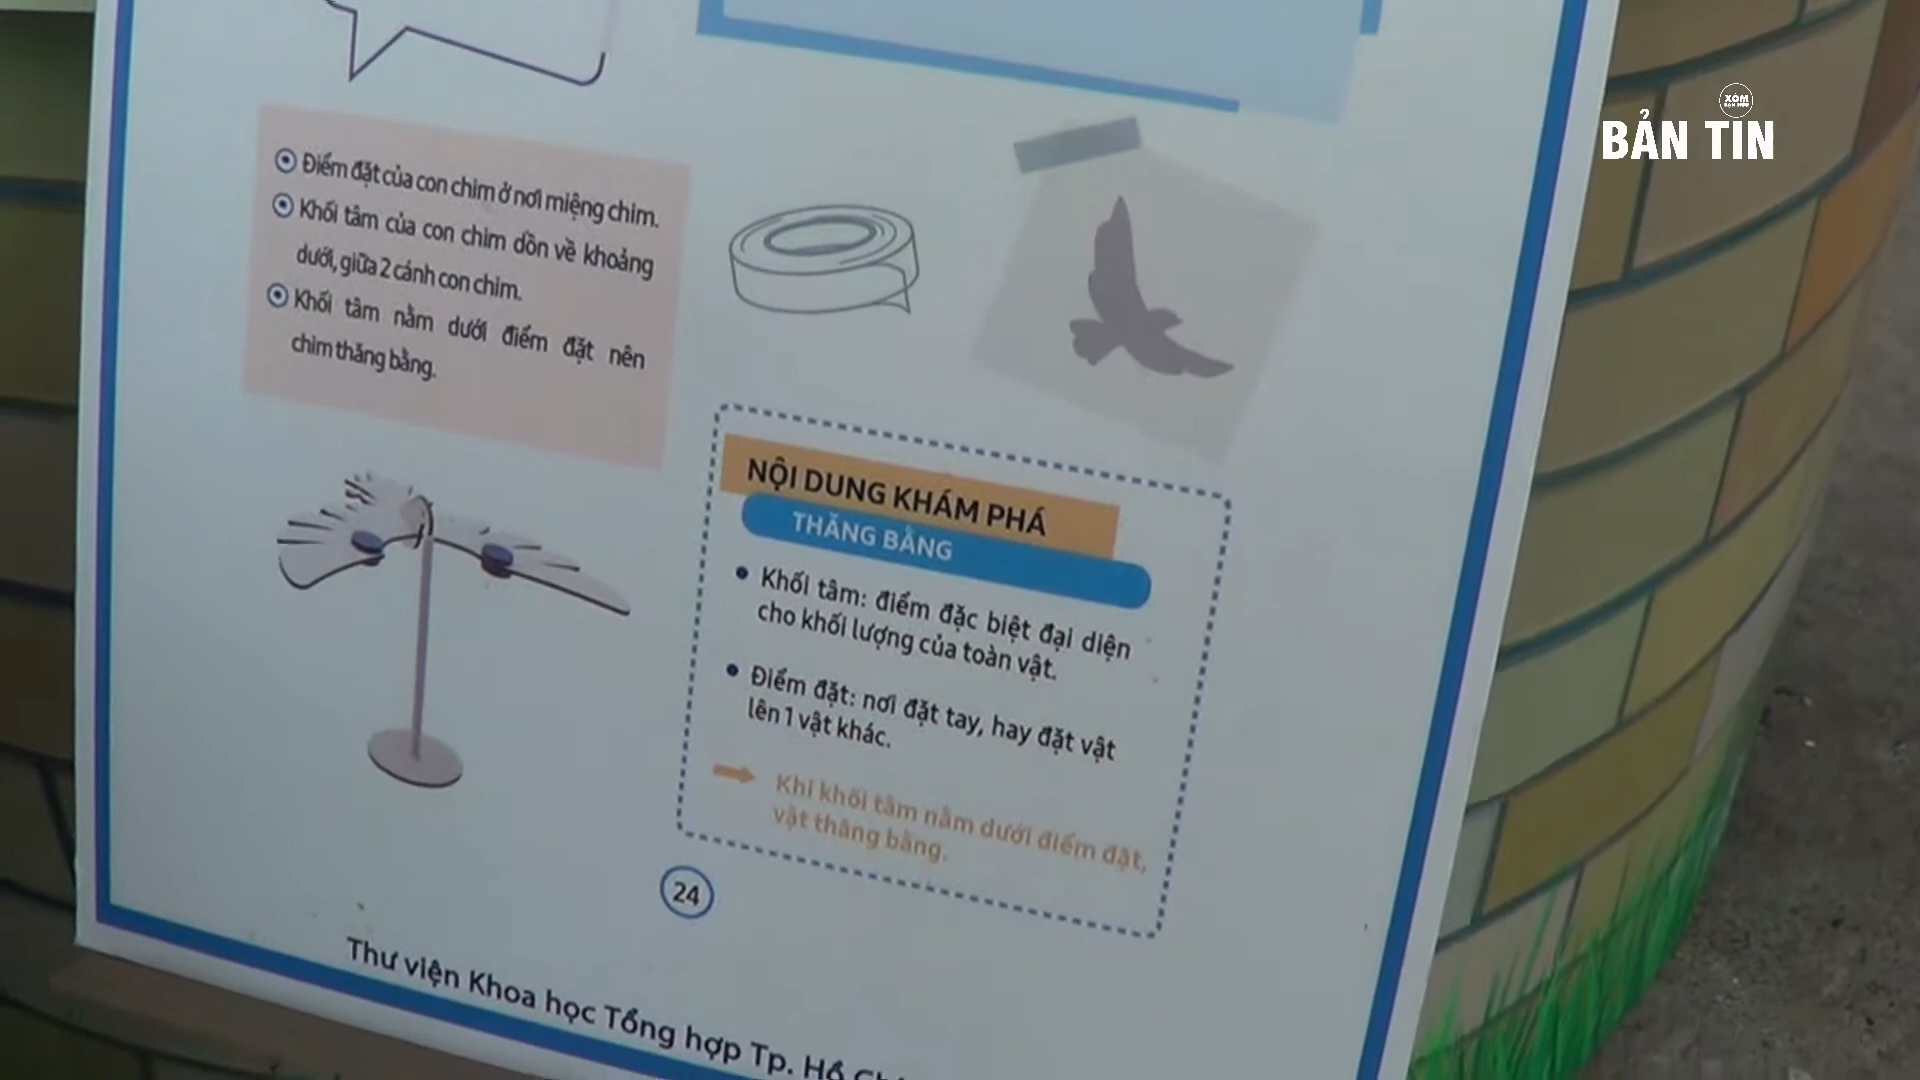 XÓM
BẢN TIN
Điểm đặt của con chim ở nơi miệng chim.
Khối tâm của con chim dồn về khoảng
dưới, giữa 2 cánh con chim.
Khối tâm nằm dưới điểm đặt nên
chim thăng bằng.
NỘI DUNG KHÁM PHÁ
THĂNG BẰNG
Khối tâm: điểm đặc biệt đại diện
cho khối lượng của toàn vật.
Điểm đặt: nơi đặt tay, hay đặt vật
lên 1 vật khác.
Khi khối tâm nằm dưới điểm đặt,
vật thăng bằng.
24
Thư viện Khoa học Tổng hợp Tp. Hồ